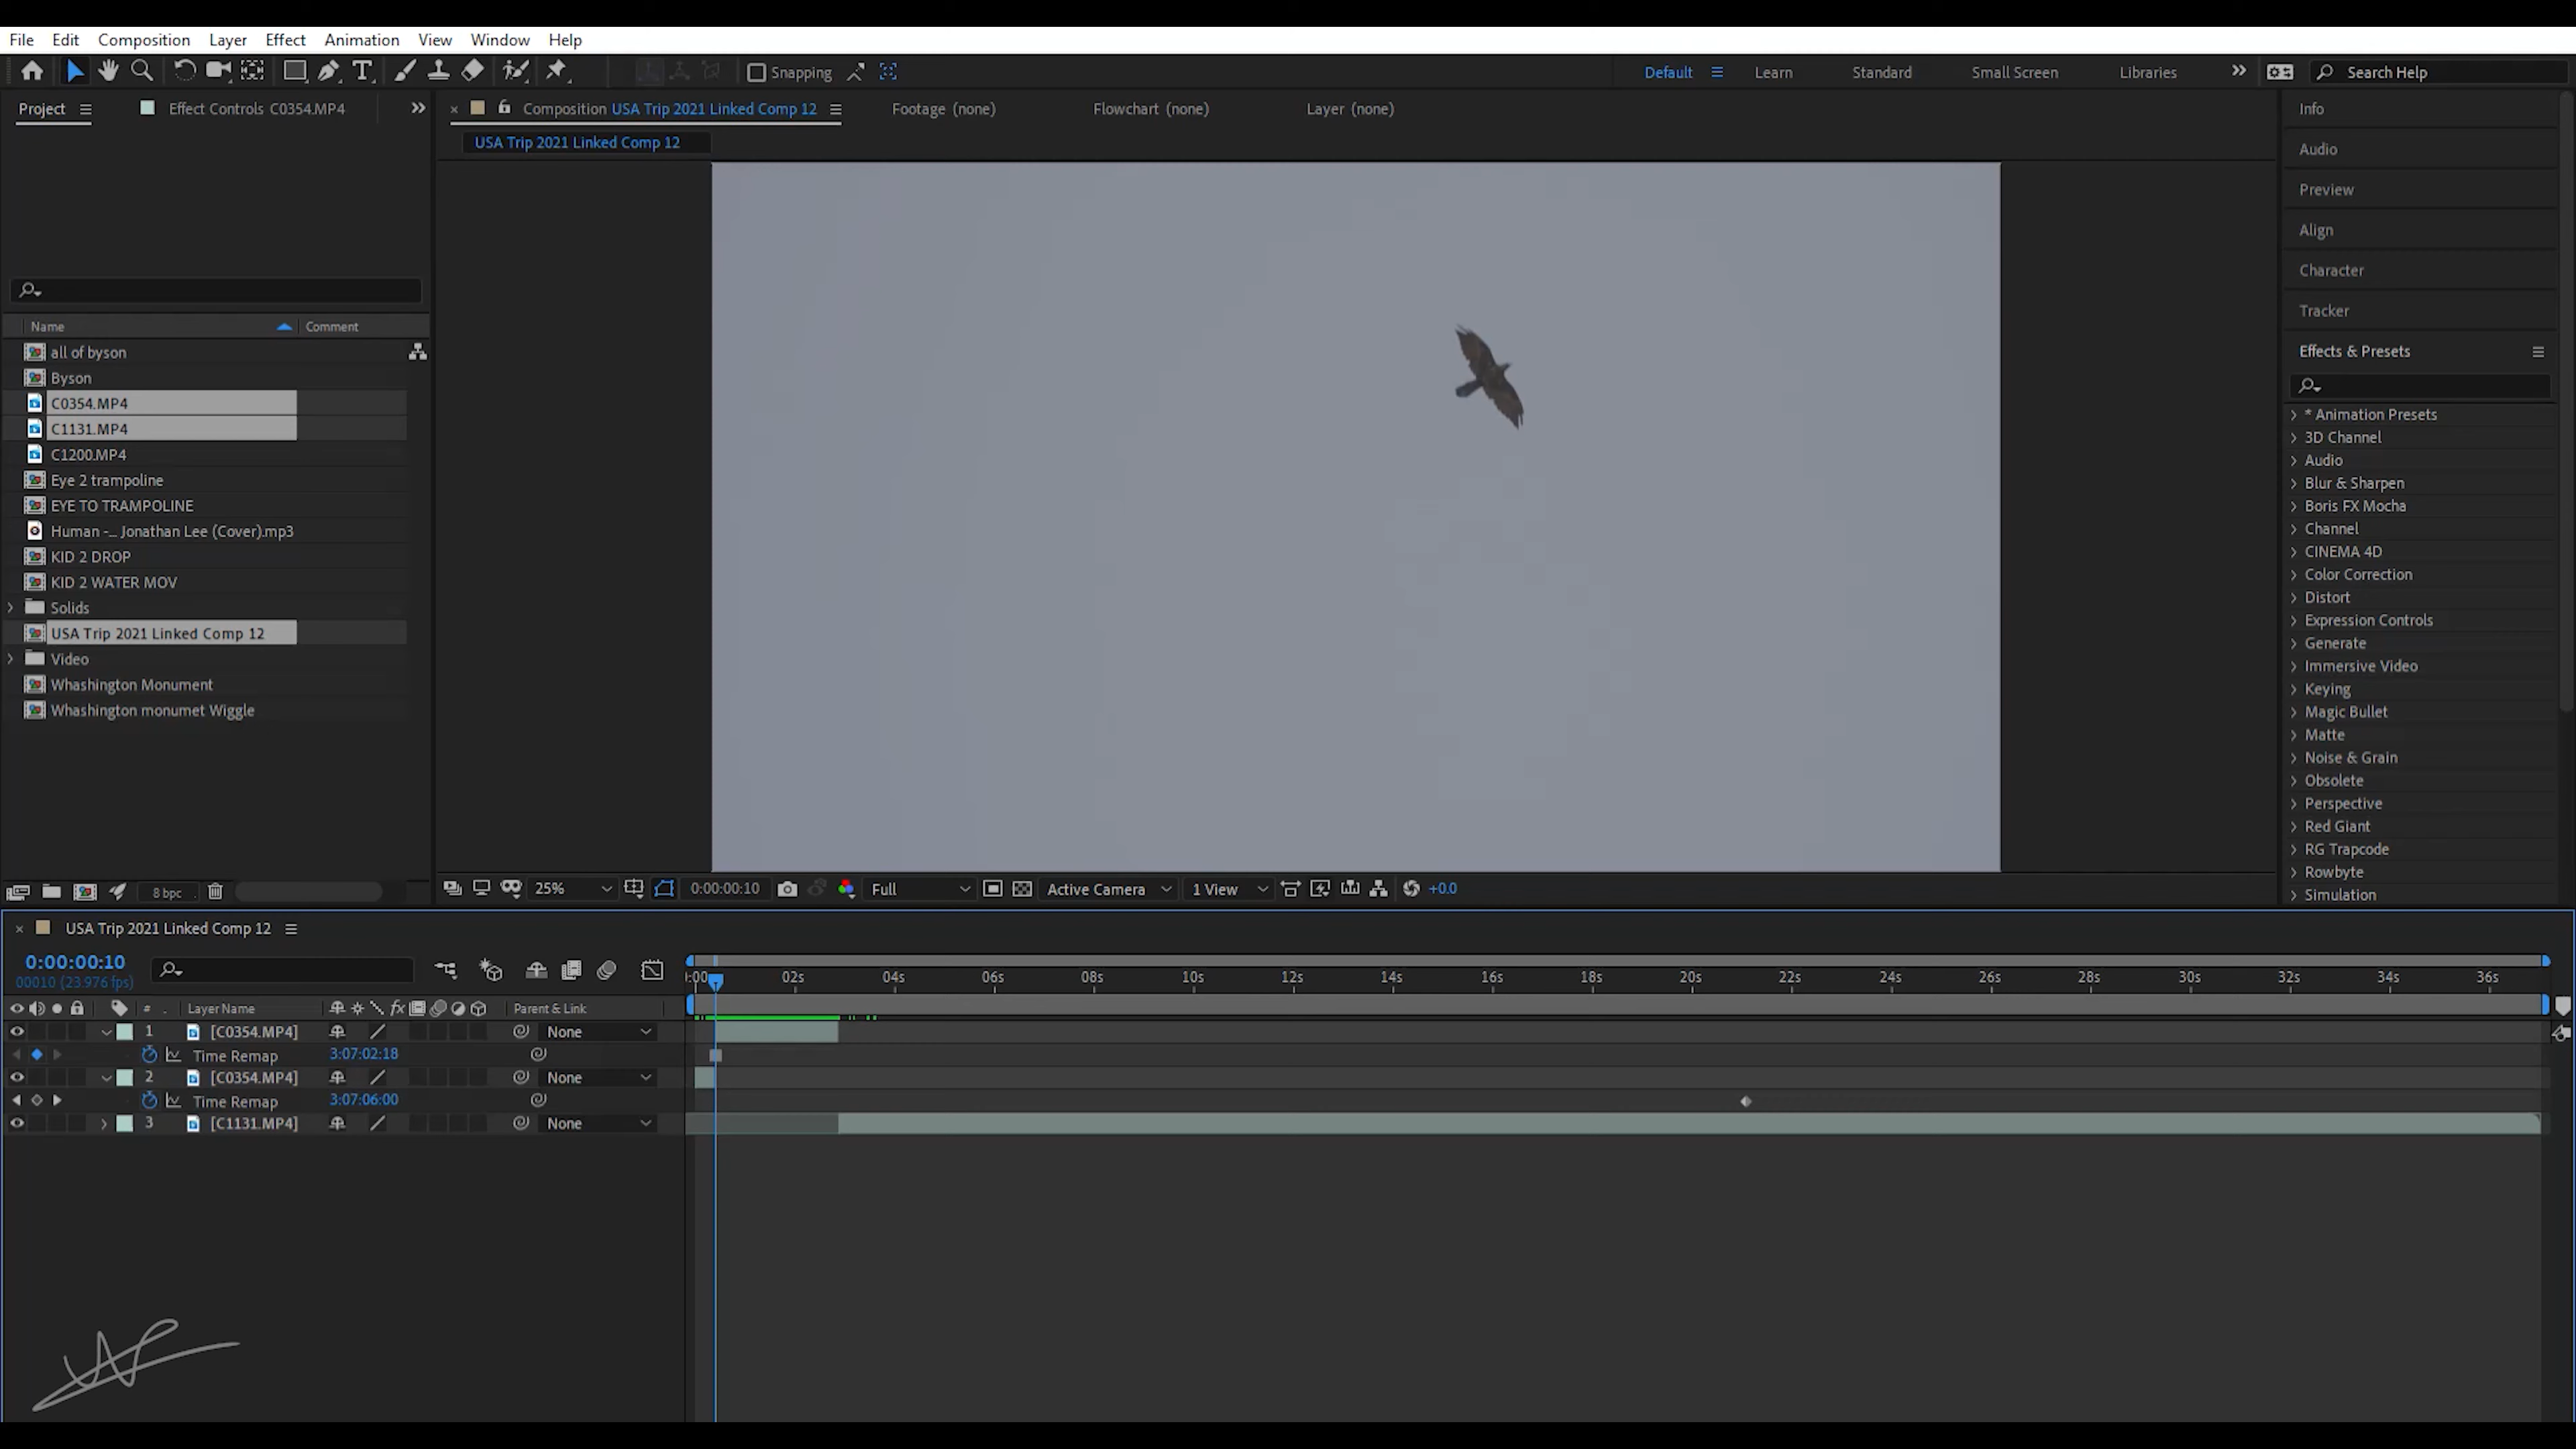 File Edit Composition Layer Effect Animation View Window Help
Snapping Default Learn Standard Small Screen Libraries Search Help
Project Effect Controls C0354.MP4
Composition USA Trip 2021 Linked Comp 12 Footage (none) Flowchart (none) Layer (none)
USA Trip 2021 Linked Comp 12
Name Comment
all of byson
Byson
C0354.MP4
C1131.MP4
C1200.MP4
Eye 2 trampoline
EYE TO TRAMPOLINE
Human -_ Jonathan Lee (Cover).mp3
KID 2 DROP
KID 2 WATER MOV
Solids
USA Trip 2021 Linked Comp 12
Video
Whashington Monument
Whashington monumet Wiggle
8 bpc
25% 0:00:00:10 Full Active Camera 1 View +0.0
Info
Audio
Preview
Align
Character
Tracker
Effects & Presets
* Animation Presets
3D Channel
Audio
Blur & Sharpen
Boris FX Mocha
Channel
CINEMA 4D
Color Correction
Distort
Expression Controls
Generate
Immersive Video
Keying
Magic Bullet
Matte
Noise & Grain
Obsolete
Perspective
Red Giant
RG Trapcode
Rowbyte
Simulation
USA Trip 2021 Linked Comp 12
0:00:00:10
00010 (23.976 fps)
:00 02s 04s 06s 08s 10s 12s 14s 16s 18s 20s 22s 24s 26s 28s 30s 32s 34s 36s
# . Layer Name fx Parent & Link
1 [C0354.MP4] None
Time Remap 3:07:02:18
2 [C0354.MP4] None
Time Remap 3:07:06:00
3 [C1131.MP4] None